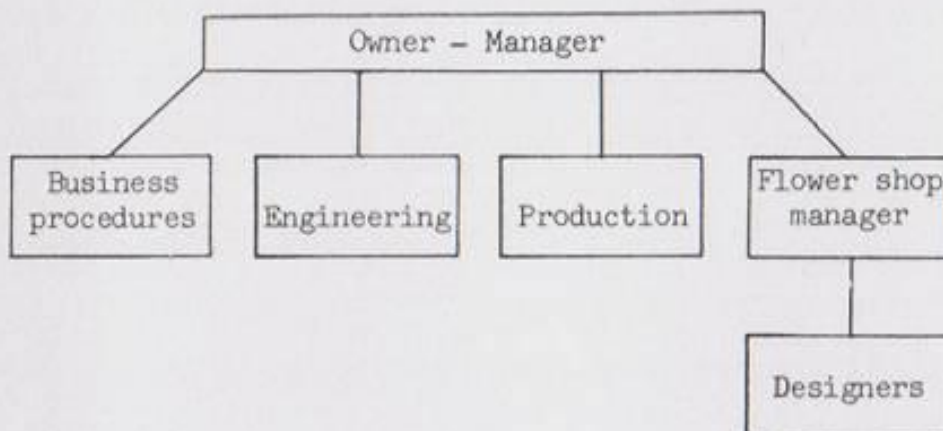 Owner - Manager
Business
procedures
Engineering
Production
Flower shop
manager
Designers